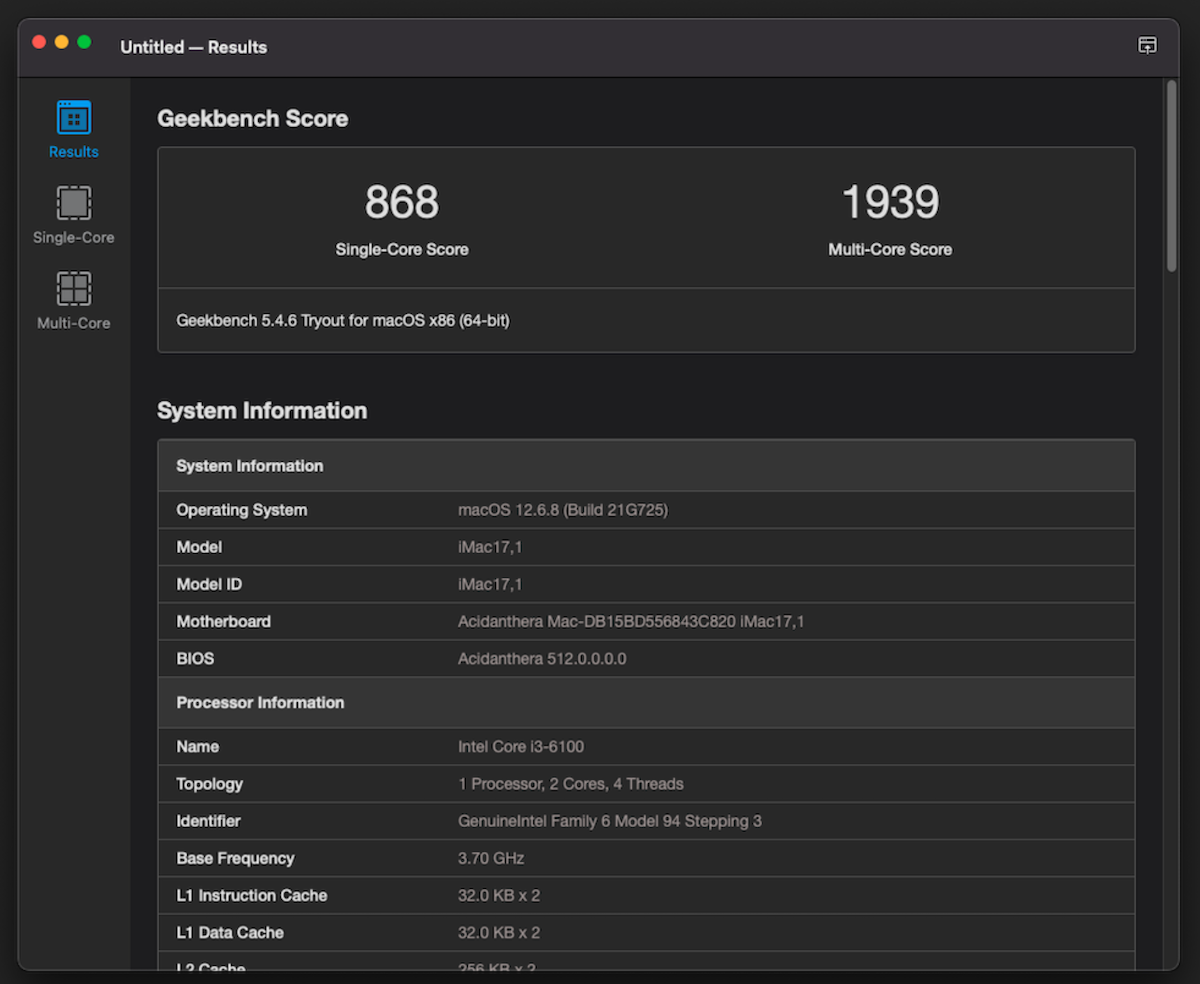 Untitled — Results
Results
Single-Core
Multi-Core
Geekbench Score
868 1939
Single-Core Score Multi-Core Score
Geekbench 5.4.6 Tryout for macOS x86 (64-bit)
System Information
System Information
Operating System macOS 12.6.8 (Build 21G725)
Model iMac17,1
Model ID iMac17,1
Motherboard Acidanthera Mac-DB15BD556843C820 iMac17,1
BIOS Acidanthera 512.0.0.0.0
Processor Information
Name Intel Core i3-6100
Topology 1 Processor, 2 Cores, 4 Threads
Identifier GenuineIntel Family 6 Model 94 Stepping 3
Base Frequency 3.70 GHz
L1 Instruction Cache 32.0 KB x 2
L1 Data Cache 32.0 KB x 2
L2 Cache 256 KB x 2